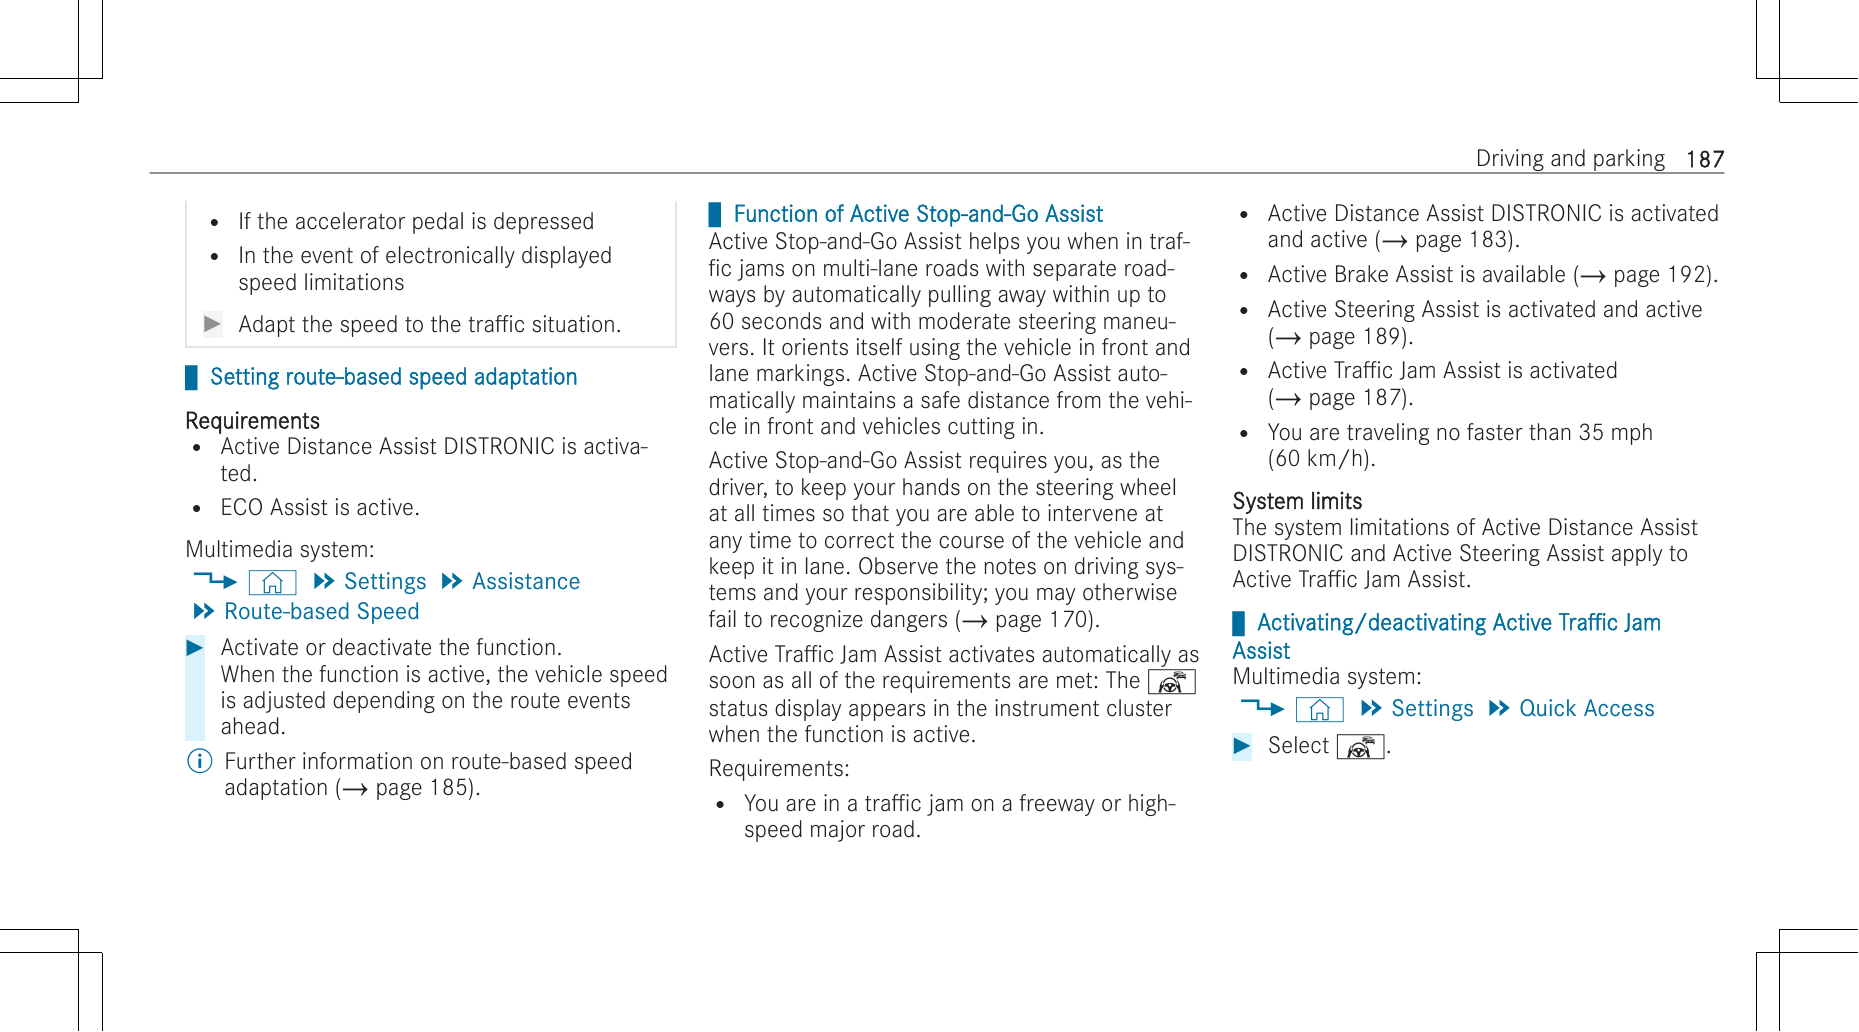 Driving and parking 187
• If the accelerator pedal is depressed
• In the event of electronically displayed
speed limitations
▶ Adapt the speed to the traffic situation.
Setting route-based speed adaptation
Requirements
• Active Distance Assist DISTRONIC is activa-
ted.
• ECO Assist is active.
Multimedia system:
Settings Assistance
Route-based Speed
▶ Activate or deactivate the function.
When the function is active, the vehicle speed
is adjusted depending on the route events
ahead.
i Further information on route-based speed
adaptation (→ page 185).
Function of Active Stop-and-Go Assist
Active Stop-and-Go Assist helps you when in traf-
fic jams on multi-lane roads with separate road-
ways by automatically pulling away within up to
60 seconds and with moderate steering maneu-
vers. It orients itself using the vehicle in front and
lane markings. Active Stop-and-Go Assist auto-
matically maintains a safe distance from the vehi-
cle in front and vehicles cutting in.
Active Stop-and-Go Assist requires you, as the
driver, to keep your hands on the steering wheel
at all times so that you are able to intervene at
any time to correct the course of the vehicle and
keep it in lane. Observe the notes on driving sys-
tems and your responsibility; you may otherwise
fail to recognize dangers (→ page 170).
Active Traffic Jam Assist activates automatically as
soon as all of the requirements are met: The
status display appears in the instrument cluster
when the function is active.
Requirements:
• You are in a traffic jam on a freeway or high-
speed major road.
• Active Distance Assist DISTRONIC is activated
and active (→ page 183).
• Active Brake Assist is available (→ page 192).
• Active Steering Assist is activated and active
(→ page 189).
• Active Traffic Jam Assist is activated
(→ page 187).
• You are traveling no faster than 35 mph
(60 km/h).
System limits
The system limitations of Active Distance Assist
DISTRONIC and Active Steering Assist apply to
Active Traffic Jam Assist.
Activating/deactivating Active Traffic Jam
Assist
Multimedia system:
Settings Quick Access
▶ Select .